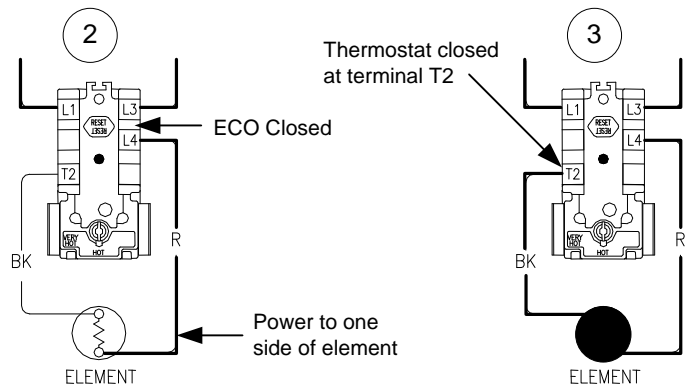 2
L1
L3
RESET
RESET
L4
T2
ECO Closed
VERY
HOT
HOT
BK
R
Power to one
side of element
ELEMENT
Thermostat closed
at terminal T2
3
L1
L3
RESET
RESET
L4
T2
VERY
HOT
HOT
BK
R
ELEMENT